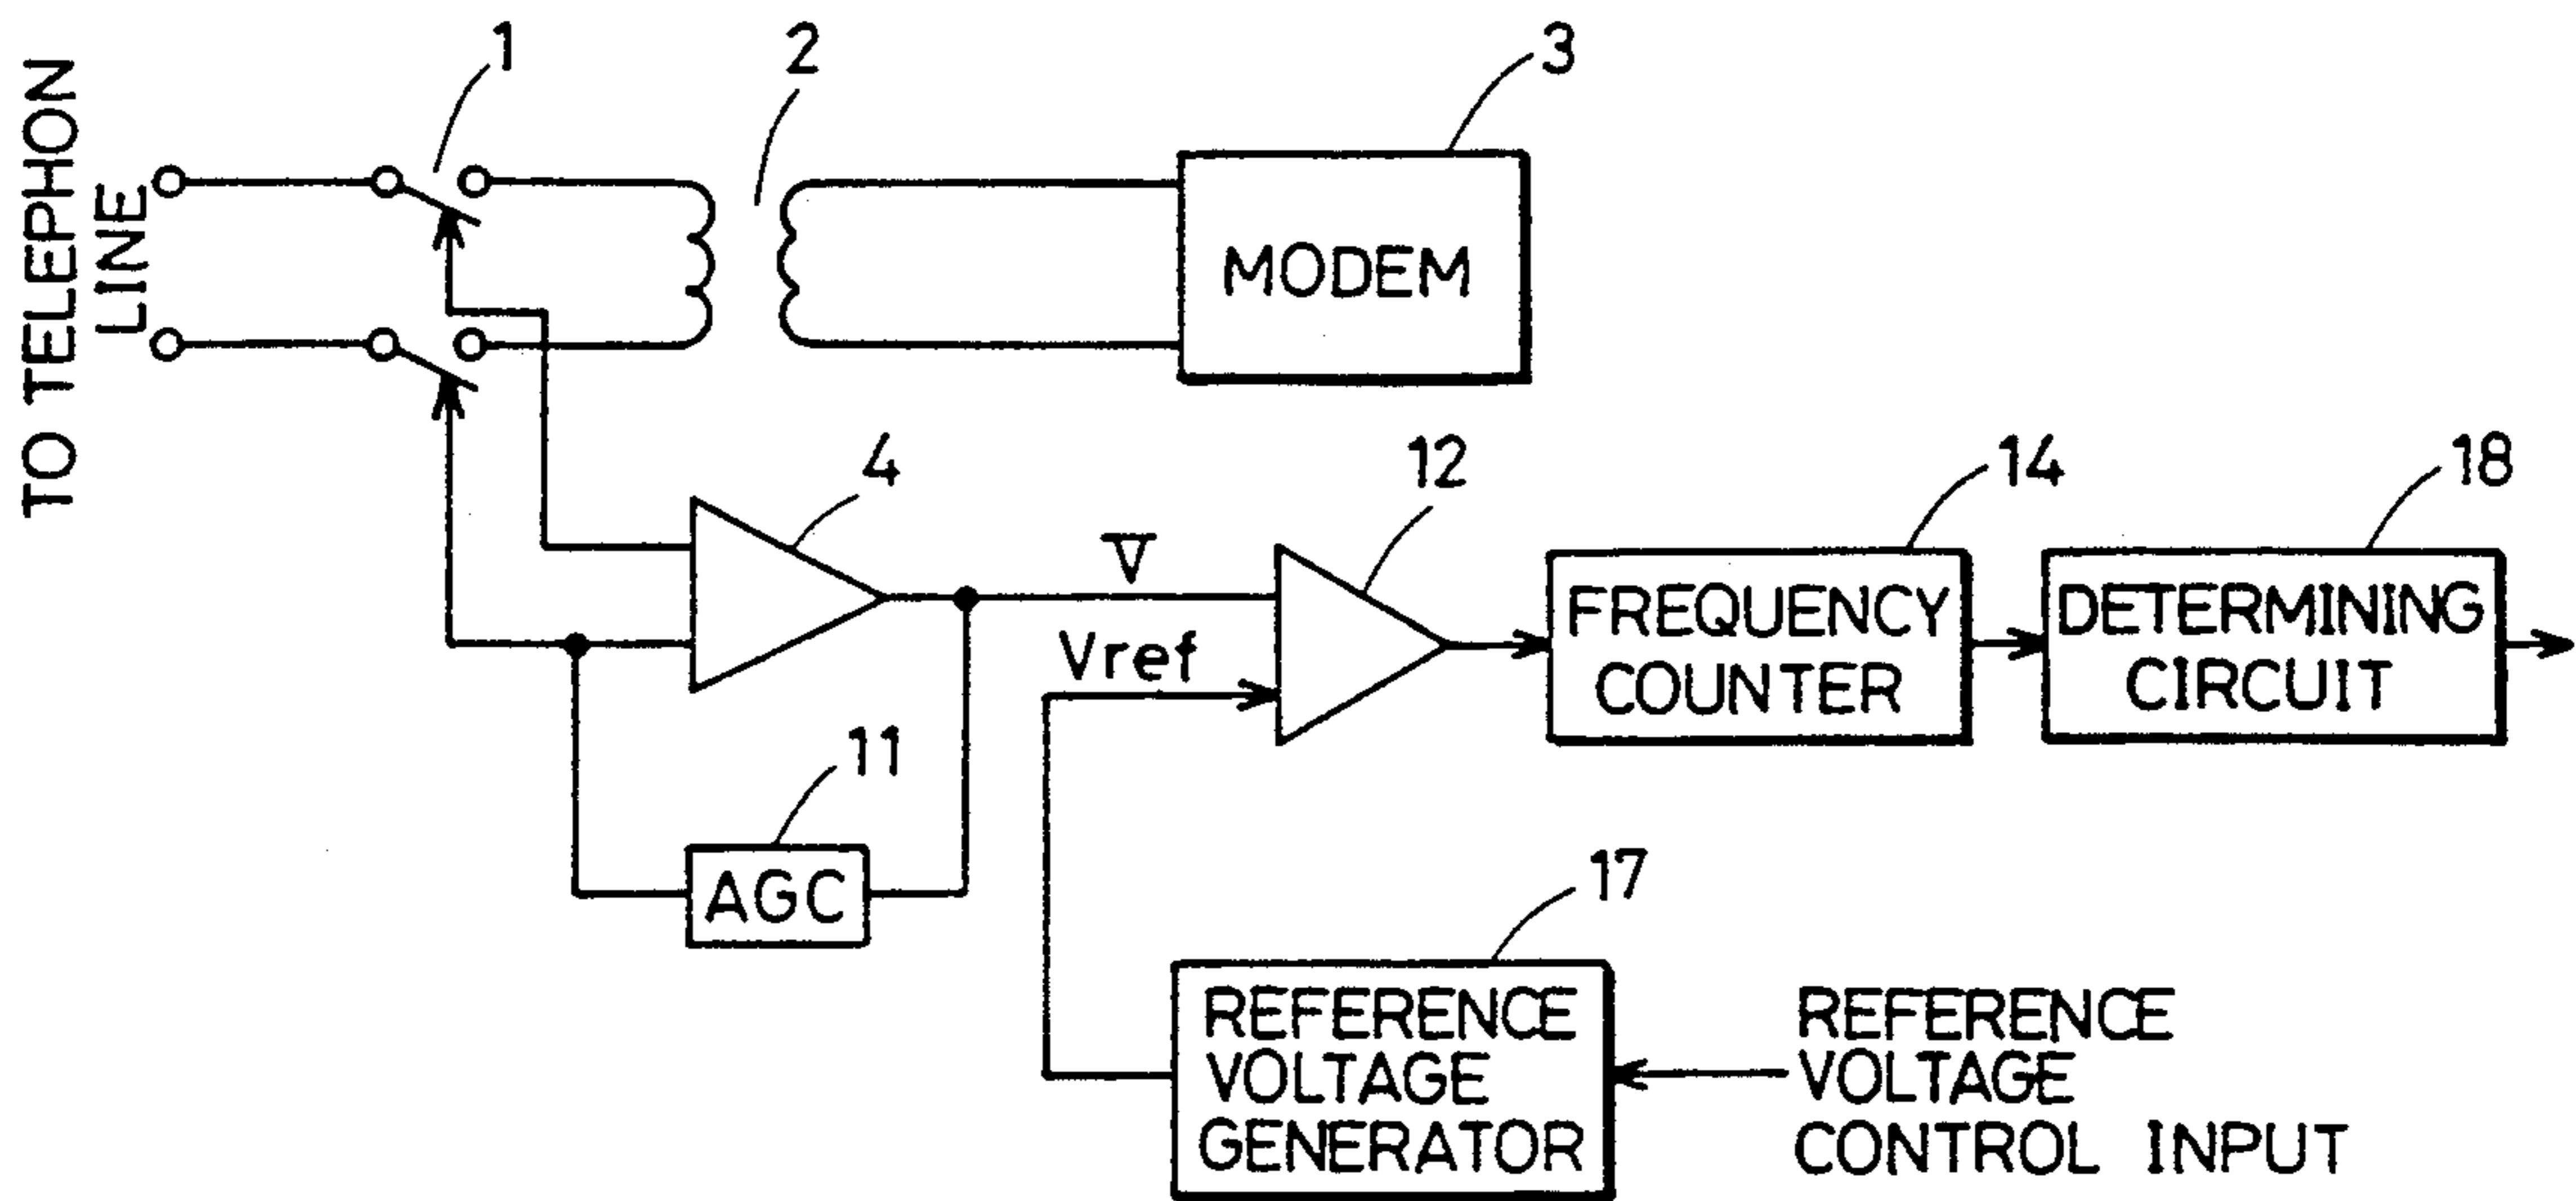 1
2
3
TO TELEPHON
LINE
MODEM
4
12
14
18
V
Vref
FREQUENCY
COUNTER
DETERMINING
CIRCUIT
11
AGC
17
REFERENCE
VOLTAGE
GENERATOR
REFERENCE
VOLTAGE
CONTROL INPUT